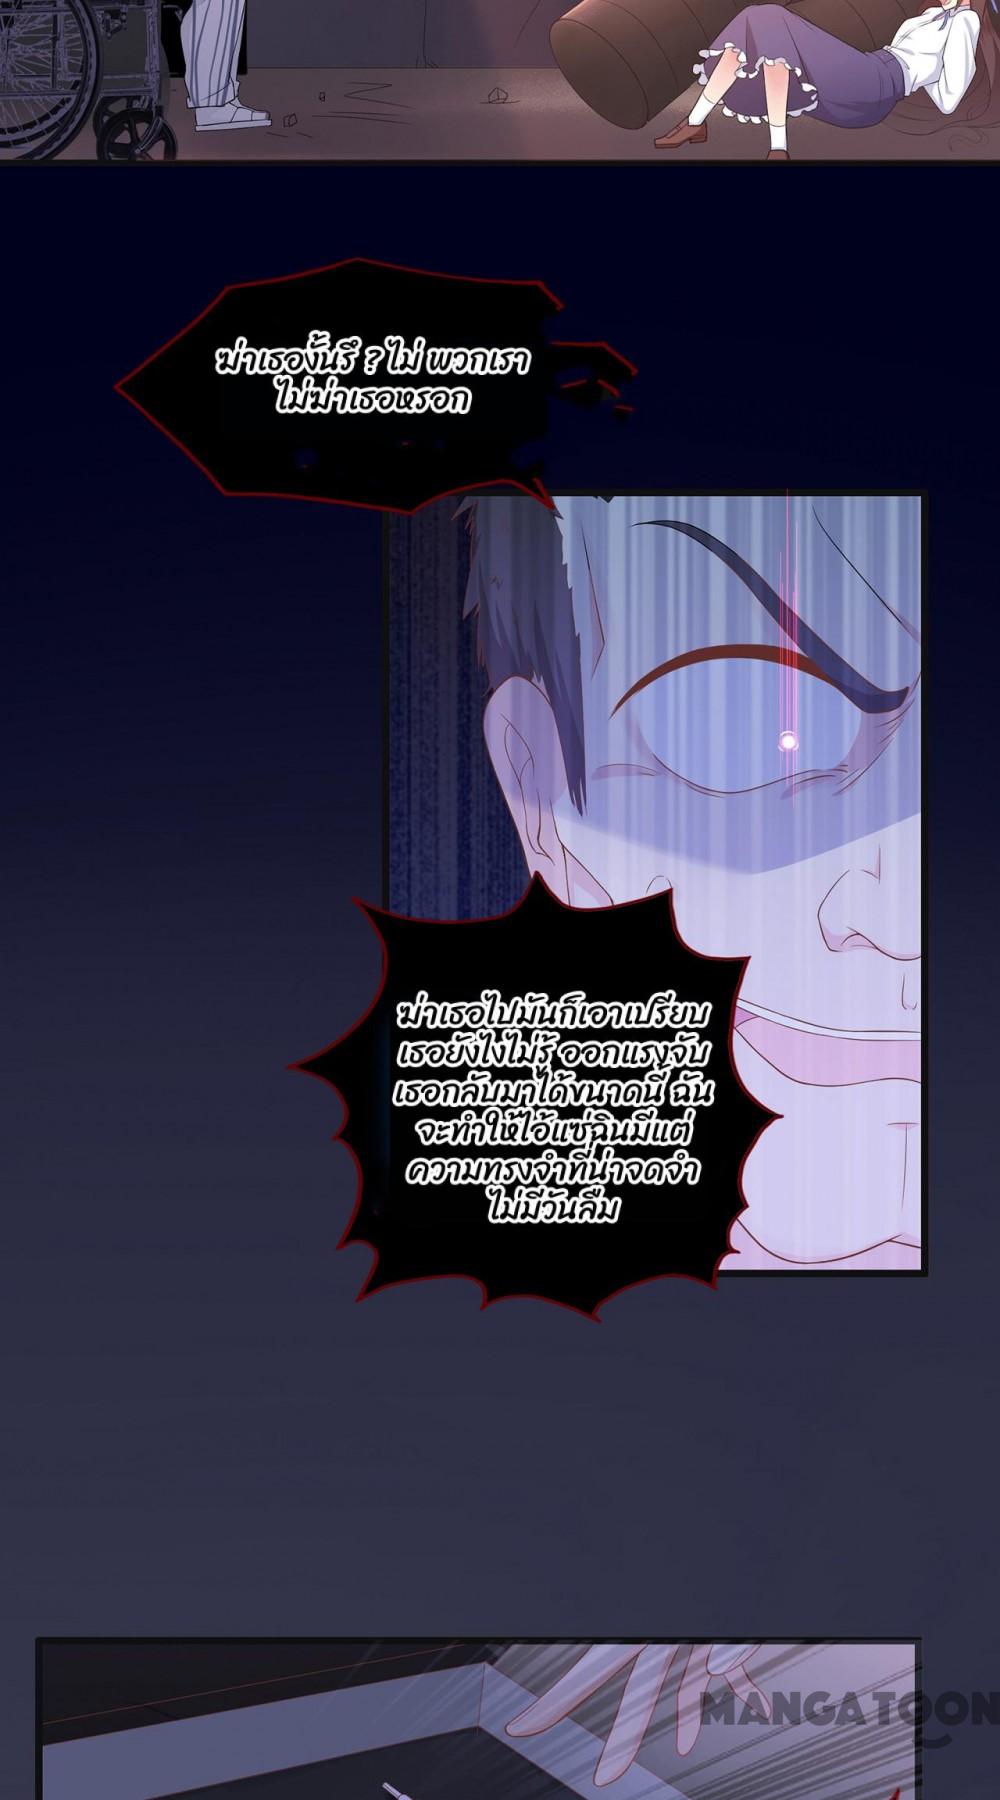 ฆ่าเธองั้นรึ ? ไม่ พวกเรา
ไม่ฆ่าเธอหรอก
ฆ่าเธอไปมันก็เอาเปรียบ
เธอยังไงไม่รู้ ออกแรงจับ
เธอกลับมาได้ขนาดนี้ ฉัน
จะทำให้ไอ้แซ่ฉินมีแต่
ความทรงจำที่น่าจดจำ
ไม่มีวันลืม
MANGATOON